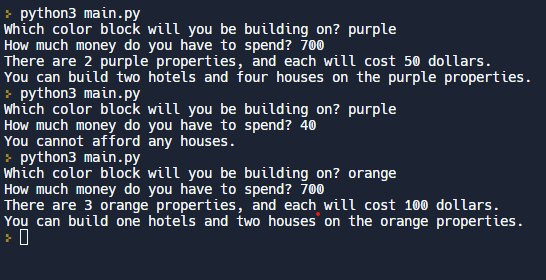 python3 main.py
Which color block will you be building on? purple
How much money do you have to spend? 700
There are 2 purple properties, and each will cost 50 dollars.
You can build two hotels and four houses on the purple properties.
python3 main.py
Which color block will you be building on? purple
How much money do you have to spend? 40
You cannot afford any houses.
python3 main.py
Which color block will you be building on? orange
How much money do you have to spend? 700
There are 3 orange properties, and each will cost 100 dollars.
You can build one hotels and two houses on the orange properties.